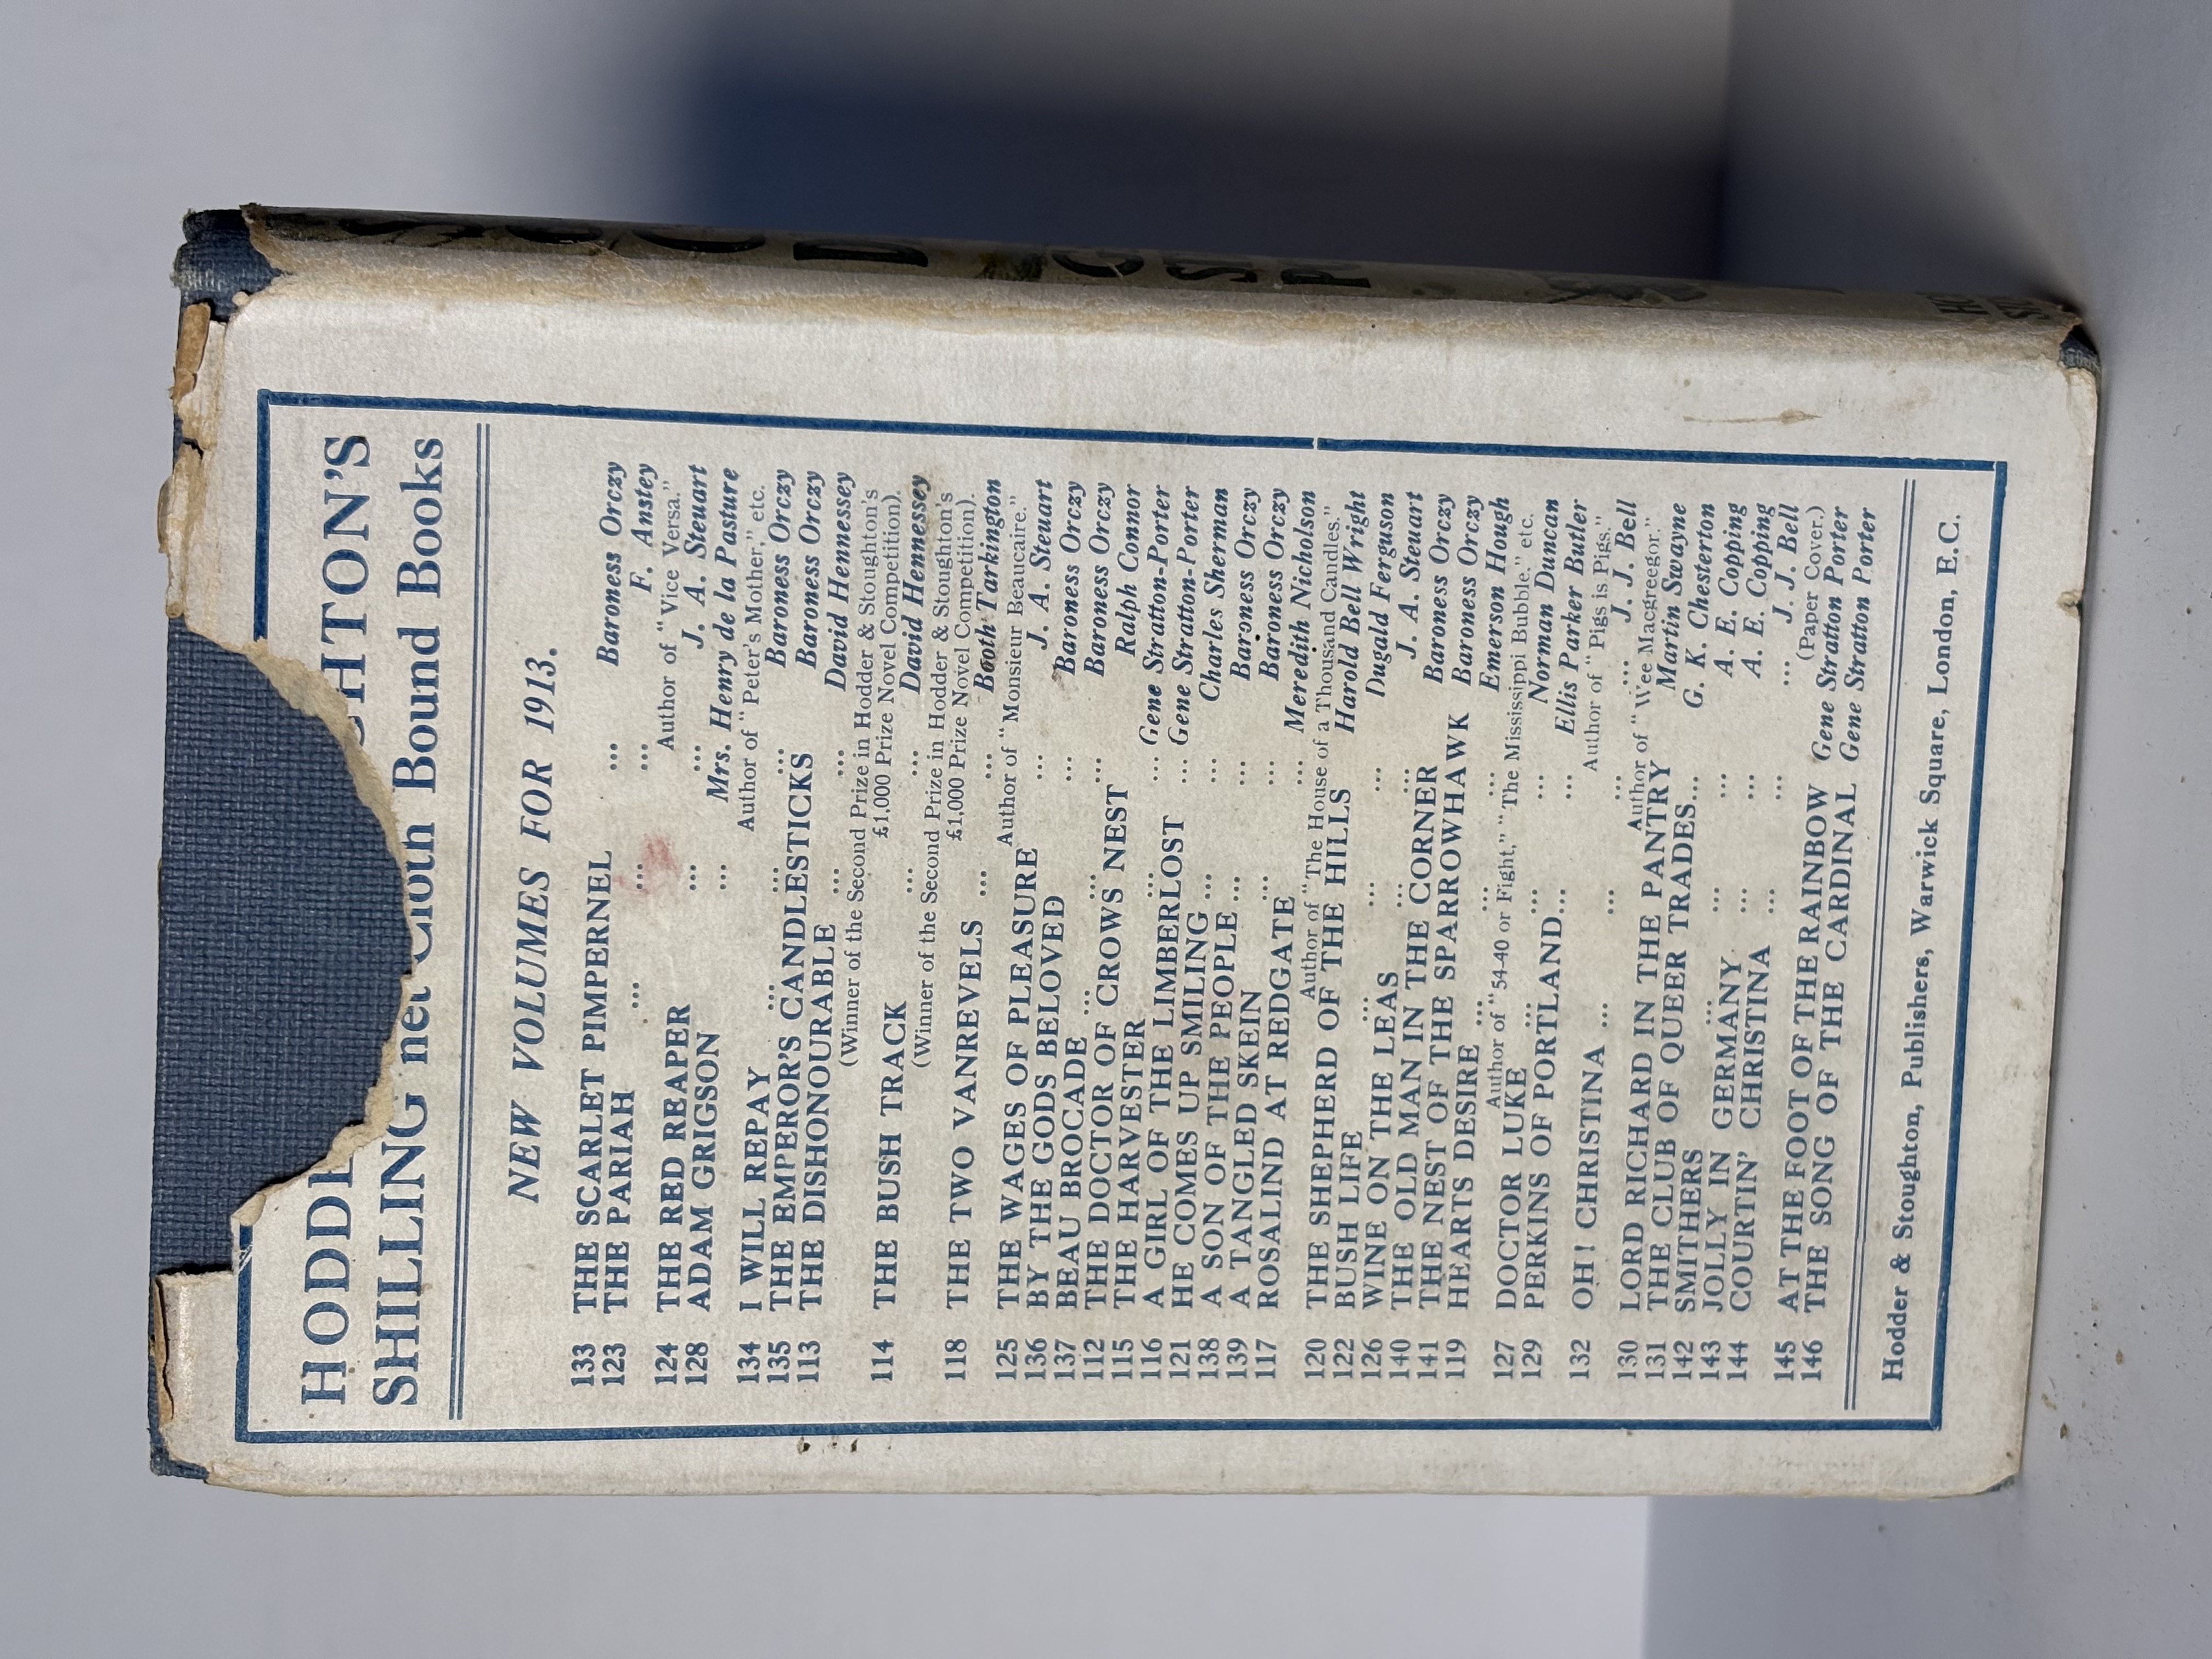 HODD HTON'S
SHILLING net Cloth Bound Books
NEW VOLUMES FOR 1913.
133 THE SCARLET PIMPERNEL ... Baroness Orczy
123 THE PARIAH ... ... ... F. Anstey
Author of "Vice Versa."
124 THE RED REAPER ... ... J. A. Steuart
128 ADAM GRIGSON ... Mrs. Henry de la Pasture
Author of "Peter's Mother," etc.
134 I WILL REPAY ... ... ... Baroness Orczy
135 THE EMPEROR'S CANDLESTICKS Baroness Orczy
113 THE DISHONOURABLE ... ... David Hennessey
(Winner of the Second Prize in Hodder & Stoughton's
£1,000 Prize Novel Competition).
114 THE BUSH TRACK ... ... David Hennessey
(Winner of the Second Prize in Hodder & Stoughton's
£1,000 Prize Novel Competition).
118 THE TWO VANREVELS ... ... Booth Tarkington
Author of "Monsieur Beaucaire."
125 THE WAGES OF PLEASURE ... J. A. Steuart
136 BY THE GODS BELOVED ... Baroness Orczy
137 BEAU BROCADE ... ... ... Baroness Orczy
112 THE DOCTOR OF CROWS NEST Ralph Connor
115 THE HARVESTER ... ... Gene Stratton-Porter
116 A GIRL OF THE LIMBERLOST ... Gene Stratton-Porter
121 HE COMES UP SMILING ... ... Charles Sherman
138 A SON OF THE PEOPLE ... ... Baroness Orczy
139 A TANGLED SKEIN ... ... Baroness Orczy
117 ROSALIND AT REDGATE ... Meredith Nicholson
Author of "The House of a Thousand Candles."
120 THE SHEPHERD OF THE HILLS Harold Bell Wright
122 BUSH LIFE ... ... ... Dugald Ferguson
126 WINE ON THE LEAS ... ... J. A. Steuart
140 THE OLD MAN IN THE CORNER Baroness Orczy
141 THE NEST OF THE SPARROWHAWK Baroness Orczy
119 HEARTS DESIRE ... ... ... Emerson Hough
Author of "54-40 or Fight," "The Mississippi Bubble." etc.
127 DOCTOR LUKE ... ... ... Norman Duncan
129 PERKINS OF PORTLAND... ... Ellis Parker Butler
Author of "Pigs is Pigs."
132 OH! CHRISTINA ... ... ... ... J. J. Bell
Author of "Wee Macgreegor."
130 LORD RICHARD IN THE PANTRY Martin Swayne
131 THE CLUB OF QUEER TRADES... G. K. Chesterton
142 SMITHERS ... ... ... A. E. Copping
143 JOLLY IN GERMANY ... ... A. E. Copping
144 COURTIN' CHRISTINA ... ... ... J. J. Bell
(Paper Cover.)
145 AT THE FOOT OF THE RAINBOW Gene Stratton Porter
146 THE SONG OF THE CARDINAL Gene Stratton Porter
Hodder & Stoughton, Publishers, Warwick Square, London, E.C.